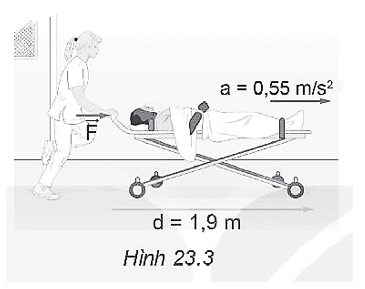 a = 0,55 m/s²
F
d = 1,9 m
Hình 23.3